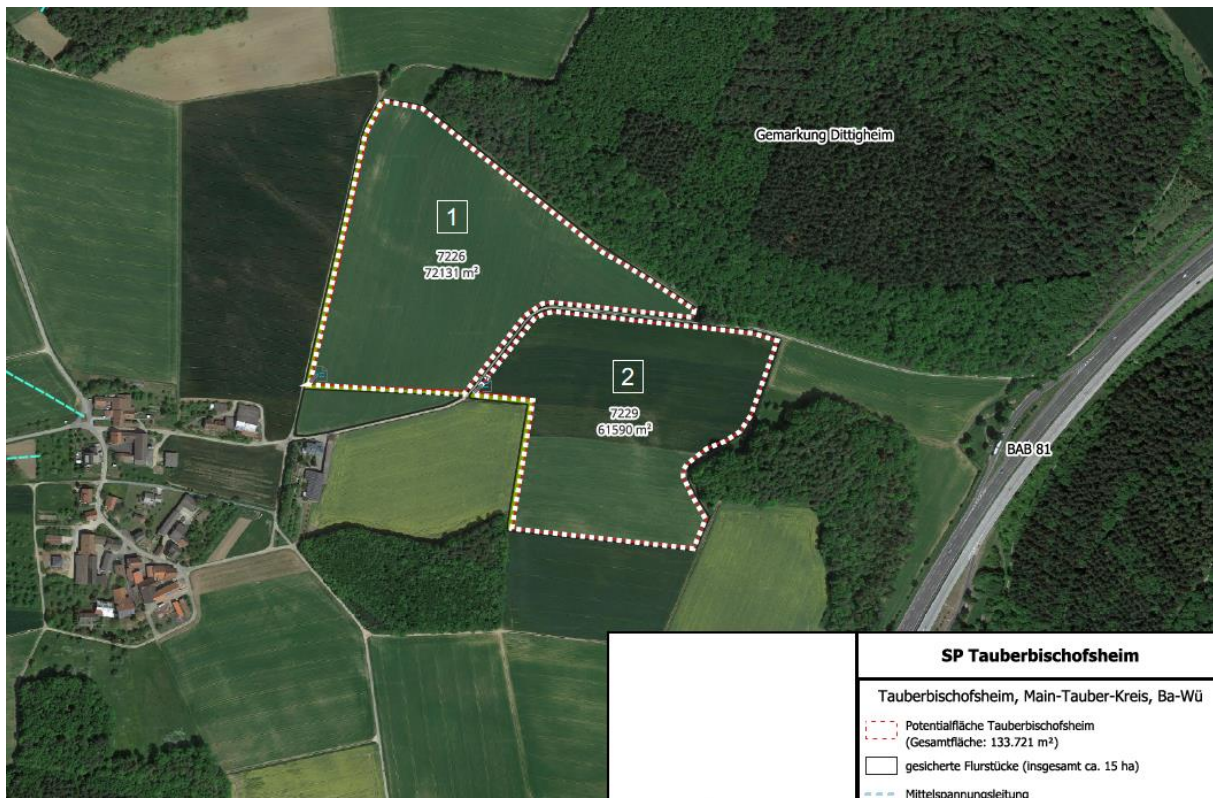 Gemarkung Dittigheim
1
7226
72131 m²
2
7229
61590 m²
BAB 81
SP Tauberbischofsheim
Tauberbischofsheim, Main-Tauber-Kreis, Ba-Wü
Potentialfläche Tauberbischofsheim
(Gesamtfläche: 133.721 m²)
gesicherte Flurstücke (insgesamt ca. 15 ha)
Mittelspannungsleitung